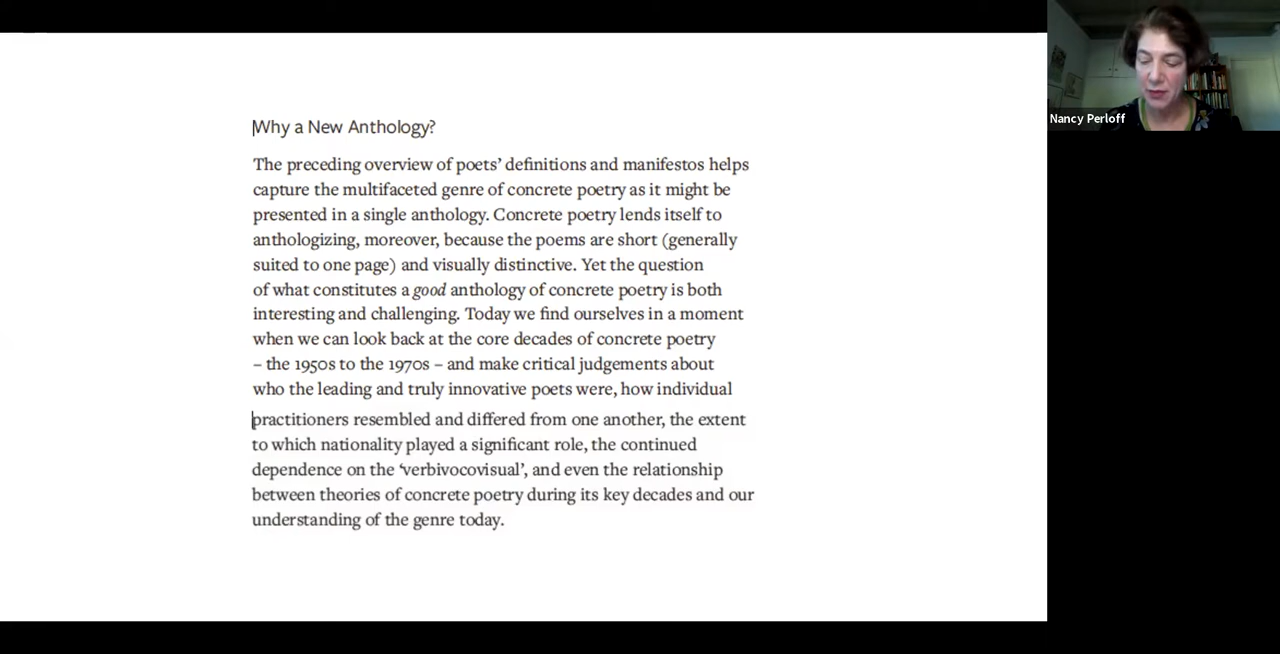 Why a New Anthology?
The preceding overview of poets’ definitions and manifestos helps
capture the multifaceted genre of concrete poetry as it might be
presented in a single anthology. Concrete poetry lends itself to
anthologizing, moreover, because the poems are short (generally
suited to one page) and visually distinctive. Yet the question
of what constitutes a good anthology of concrete poetry is both
interesting and challenging. Today we find ourselves in a moment
when we can look back at the core decades of concrete poetry
– the 1950s to the 1970s – and make critical judgements about
who the leading and truly innovative poets were, how individual
practitioners resembled and differed from one another, the extent
to which nationality played a significant role, the continued
dependence on the ‘verbivocovisual’, and even the relationship
between theories of concrete poetry during its key decades and our
understanding of the genre today.
Nancy Perloff